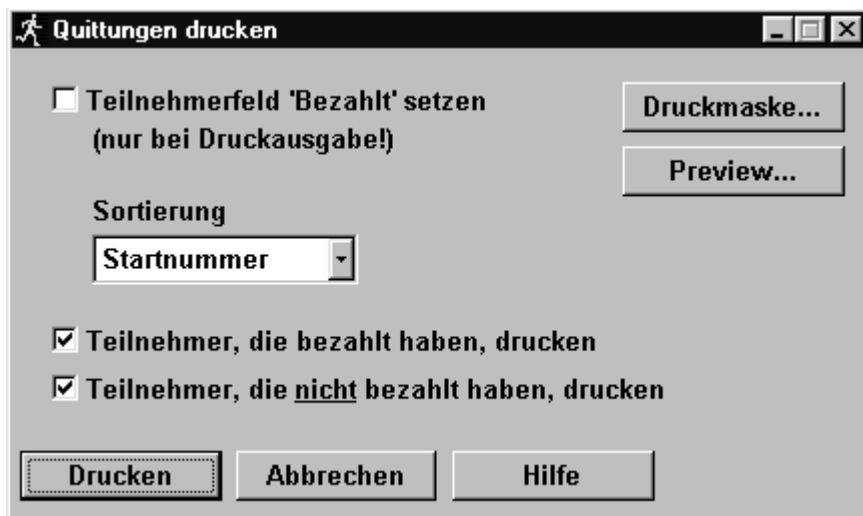 Quittungen drucken
Teilnehmerfeld 'Bezahlt' setzen
(nur bei Druckausgabe!)
Druckmaske...
Preview...
Sortierung
Startnummer
Teilnehmer, die bezahlt haben, drucken
Teilnehmer, die nicht bezahlt haben, drucken
Drucken
Abbrechen
Hilfe